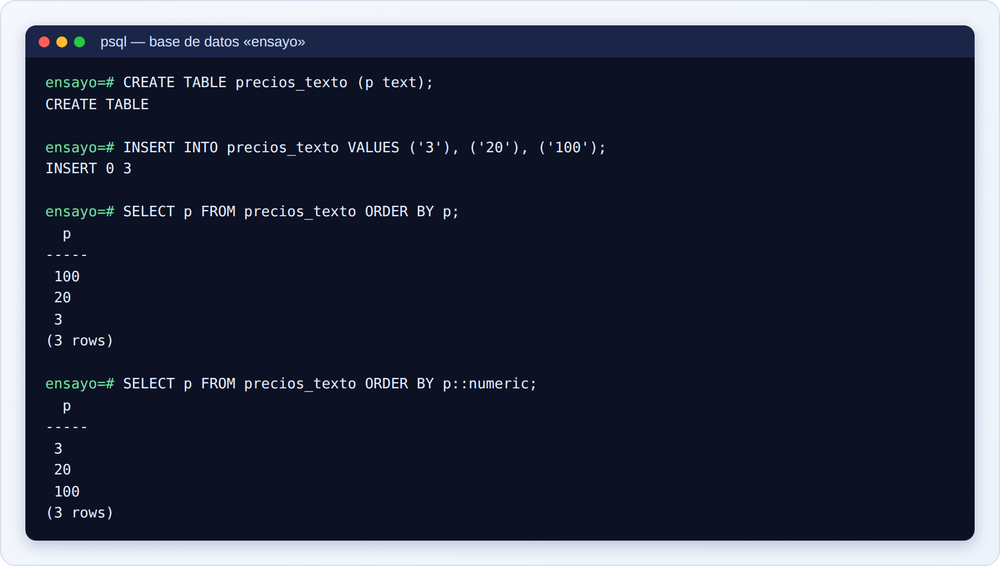 psql — base de datos «ensayo»
ensayo=# CREATE TABLE precios_texto (p text);
CREATE TABLE
ensayo=# INSERT INTO precios_texto VALUES ('3'), ('20'), ('100');
INSERT 0 3
ensayo=# SELECT p FROM precios_texto ORDER BY p;
  p
-----
 100
 20
 3
(3 rows)
ensayo=# SELECT p FROM precios_texto ORDER BY p::numeric;
  p
-----
 3
 20
 100
(3 rows)